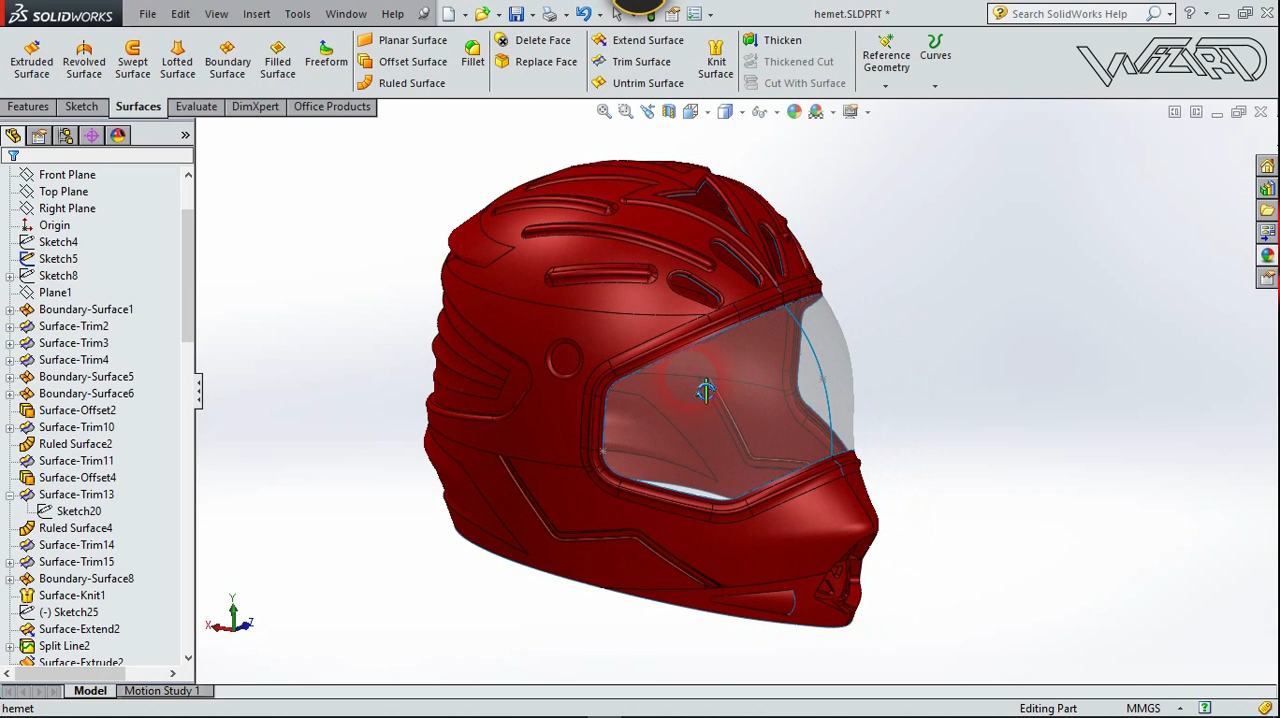 SOLIDWORKS File Edit View Insert Tools Window Help hemet.SLDPRT * Search SolidWorks Help
Extruded Surface
Revolved Surface
Swept Surface
Lofted Surface
Boundary Surface
Filled Surface
Freeform
Planar Surface
Offset Surface
Ruled Surface
Fillet
Delete Face
Replace Face
Extend Surface
Trim Surface
Untrim Surface
Knit Surface
Thicken
Thickened Cut
Cut With Surface
Reference Geometry
Curves
WIZARD
Features Sketch Surfaces Evaluate DimXpert Office Products
Front Plane
Top Plane
Right Plane
Origin
Sketch4
Sketch5
Sketch8
Plane1
Boundary-Surface1
Surface-Trim2
Surface-Trim3
Surface-Trim4
Boundary-Surface5
Boundary-Surface6
Surface-Offset2
Surface-Trim10
Ruled Surface2
Surface-Trim11
Surface-Offset4
Surface-Trim13
Sketch20
Ruled Surface4
Surface-Trim14
Surface-Trim15
Boundary-Surface8
Surface-Knit1
(-) Sketch25
Surface-Extend2
Split Line2
Surface-Extrude2
Y
X
Z
Model Motion Study 1
hemet Editing Part MMGS